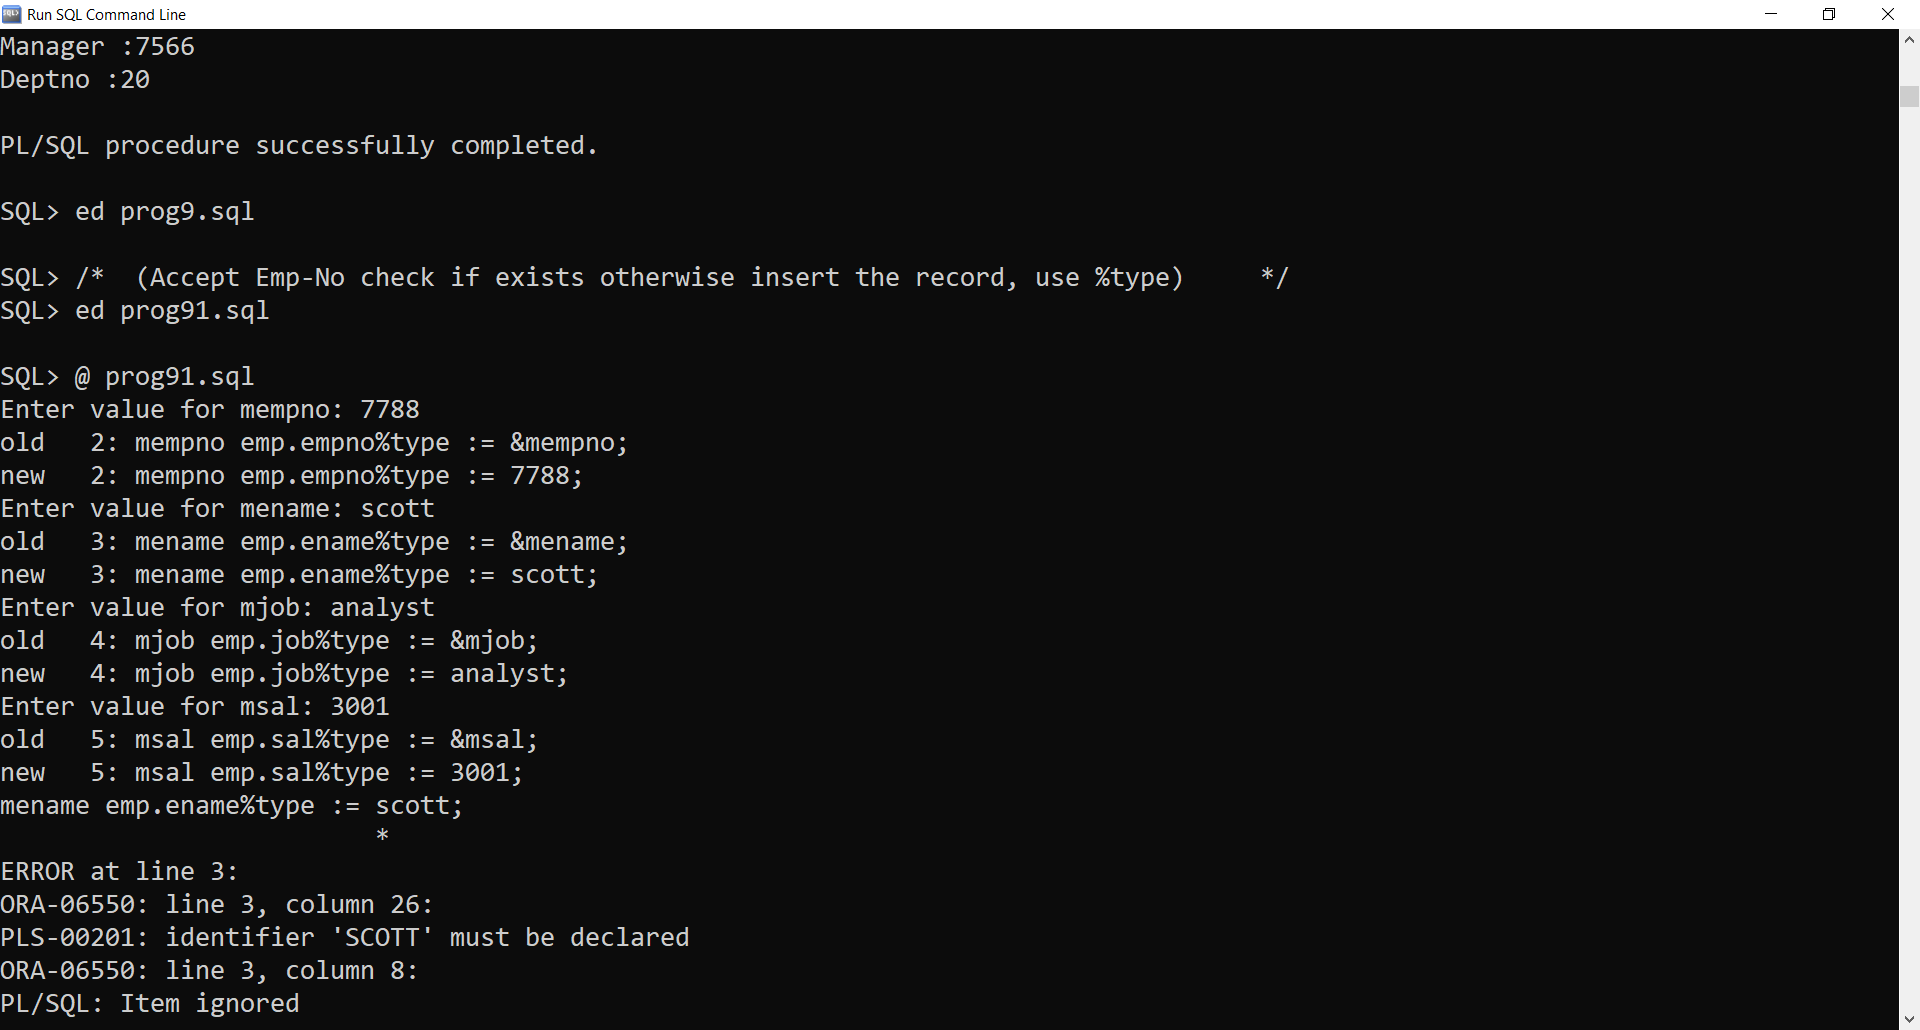 Run SQL Command Line
Manager :7566
Deptno :20
PL/SQL procedure successfully completed.
SQL> ed prog9.sql
SQL> /*  (Accept Emp-No check if exists otherwise insert the record, use %type)     */
SQL> ed prog91.sql
SQL> @ prog91.sql
Enter value for mempno: 7788
old   2: mempno emp.empno%type := &mempno;
new   2: mempno emp.empno%type := 7788;
Enter value for mename: scott
old   3: mename emp.ename%type := &mename;
new   3: mename emp.ename%type := scott;
Enter value for mjob: analyst
old   4: mjob emp.job%type := &mjob;
new   4: mjob emp.job%type := analyst;
Enter value for msal: 3001
old   5: msal emp.sal%type := &msal;
new   5: msal emp.sal%type := 3001;
mename emp.ename%type := scott;
                         *
ERROR at line 3:
ORA-06550: line 3, column 26:
PLS-00201: identifier 'SCOTT' must be declared
ORA-06550: line 3, column 8:
PL/SQL: Item ignored